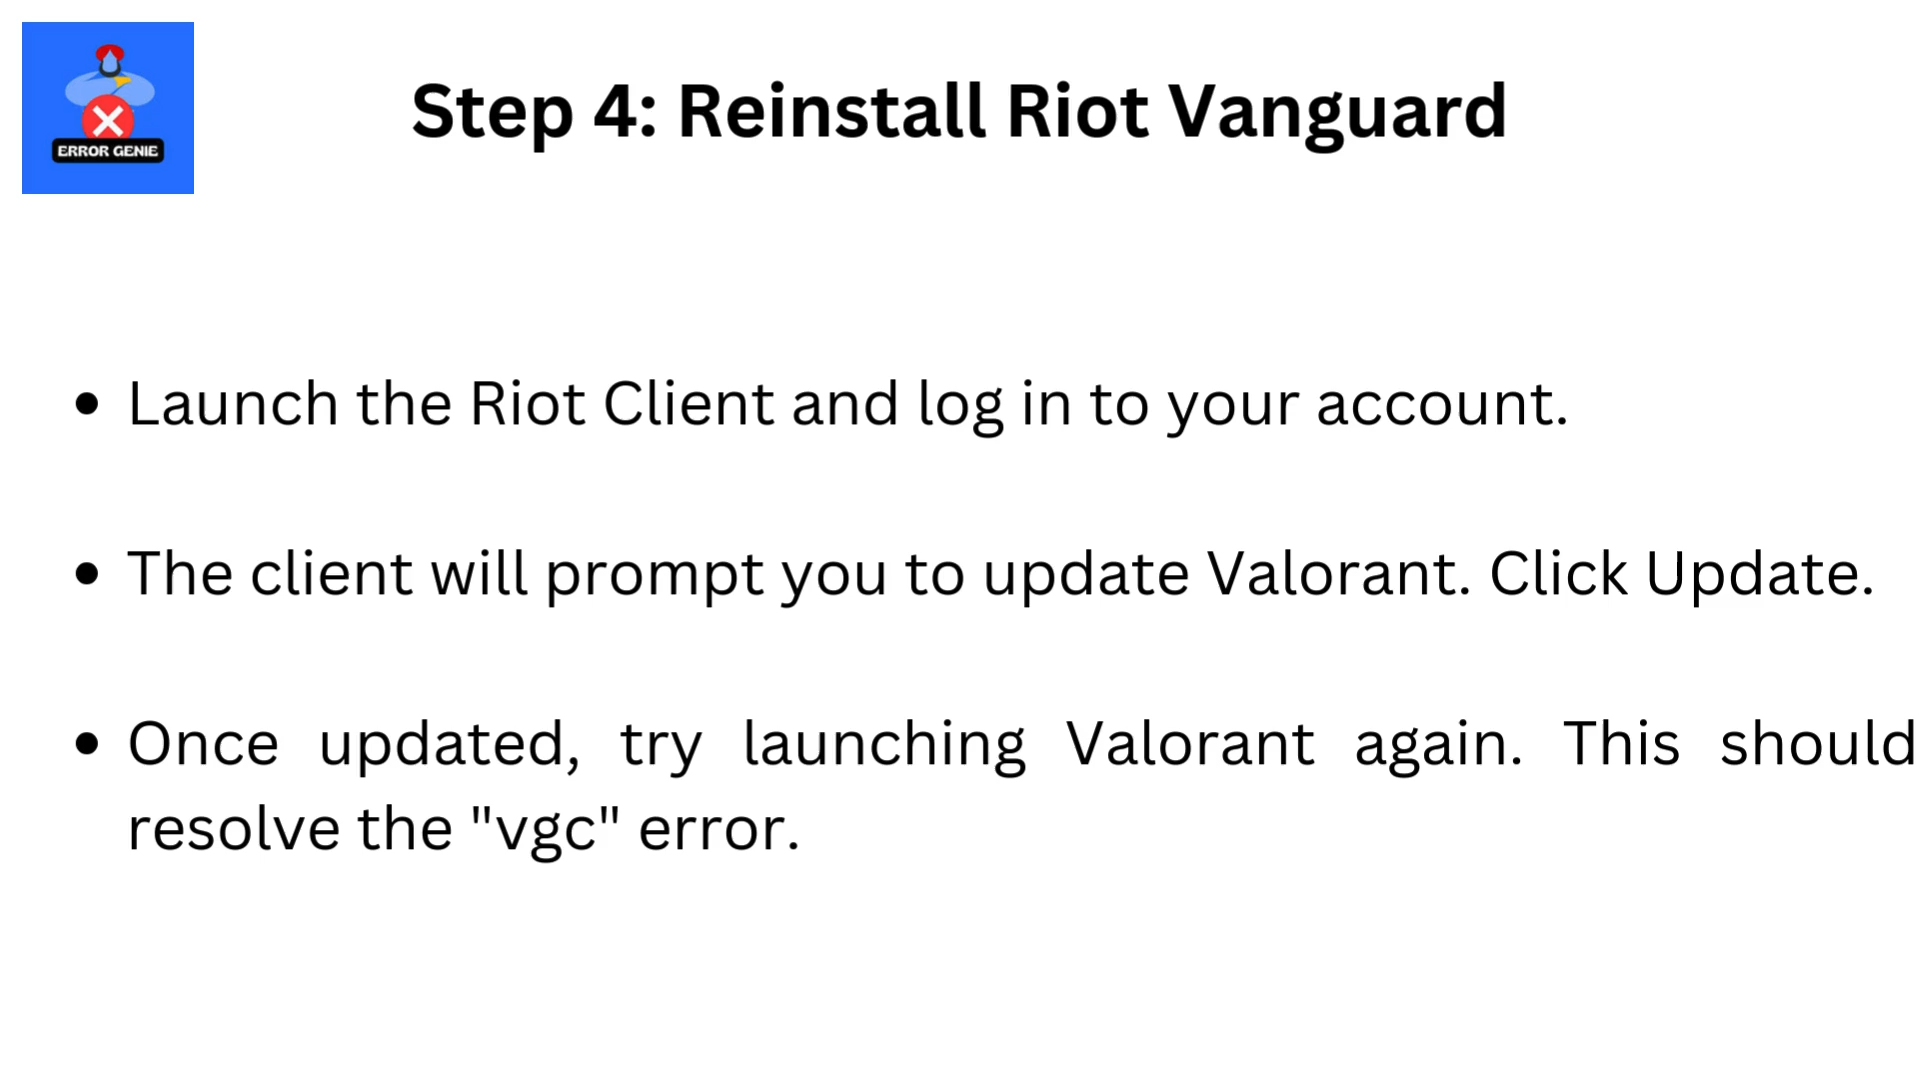 ERROR GENIE
Step 4: Reinstall Riot Vanguard
• Launch the Riot Client and log in to your account.
• The client will prompt you to update Valorant. Click Update.
• Once updated, try launching Valorant again. This should
resolve the "vgc" error.